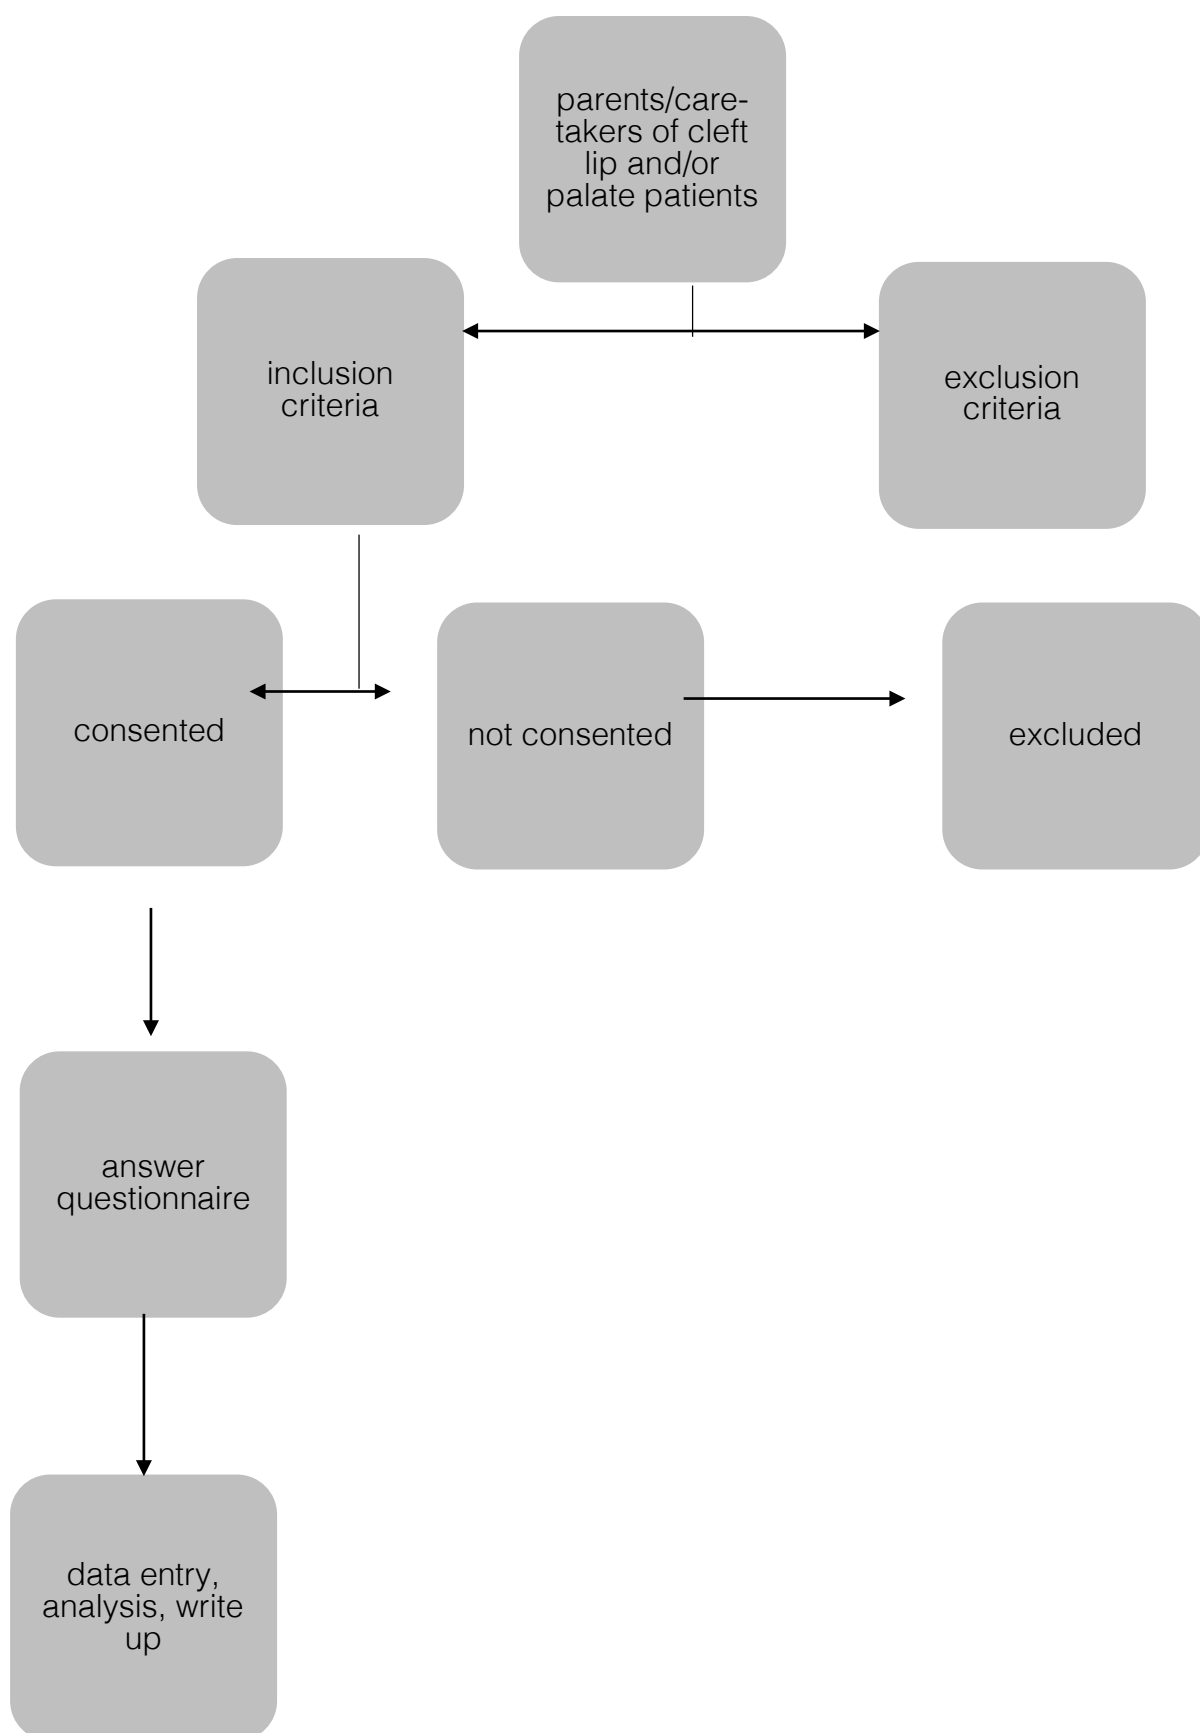 parents/care-
takers of cleft
lip and/or
palate patients
inclusion
criteria
exclusion
criteria
consented
not consented
excluded
answer
questionnaire
data entry,
analysis, write
up